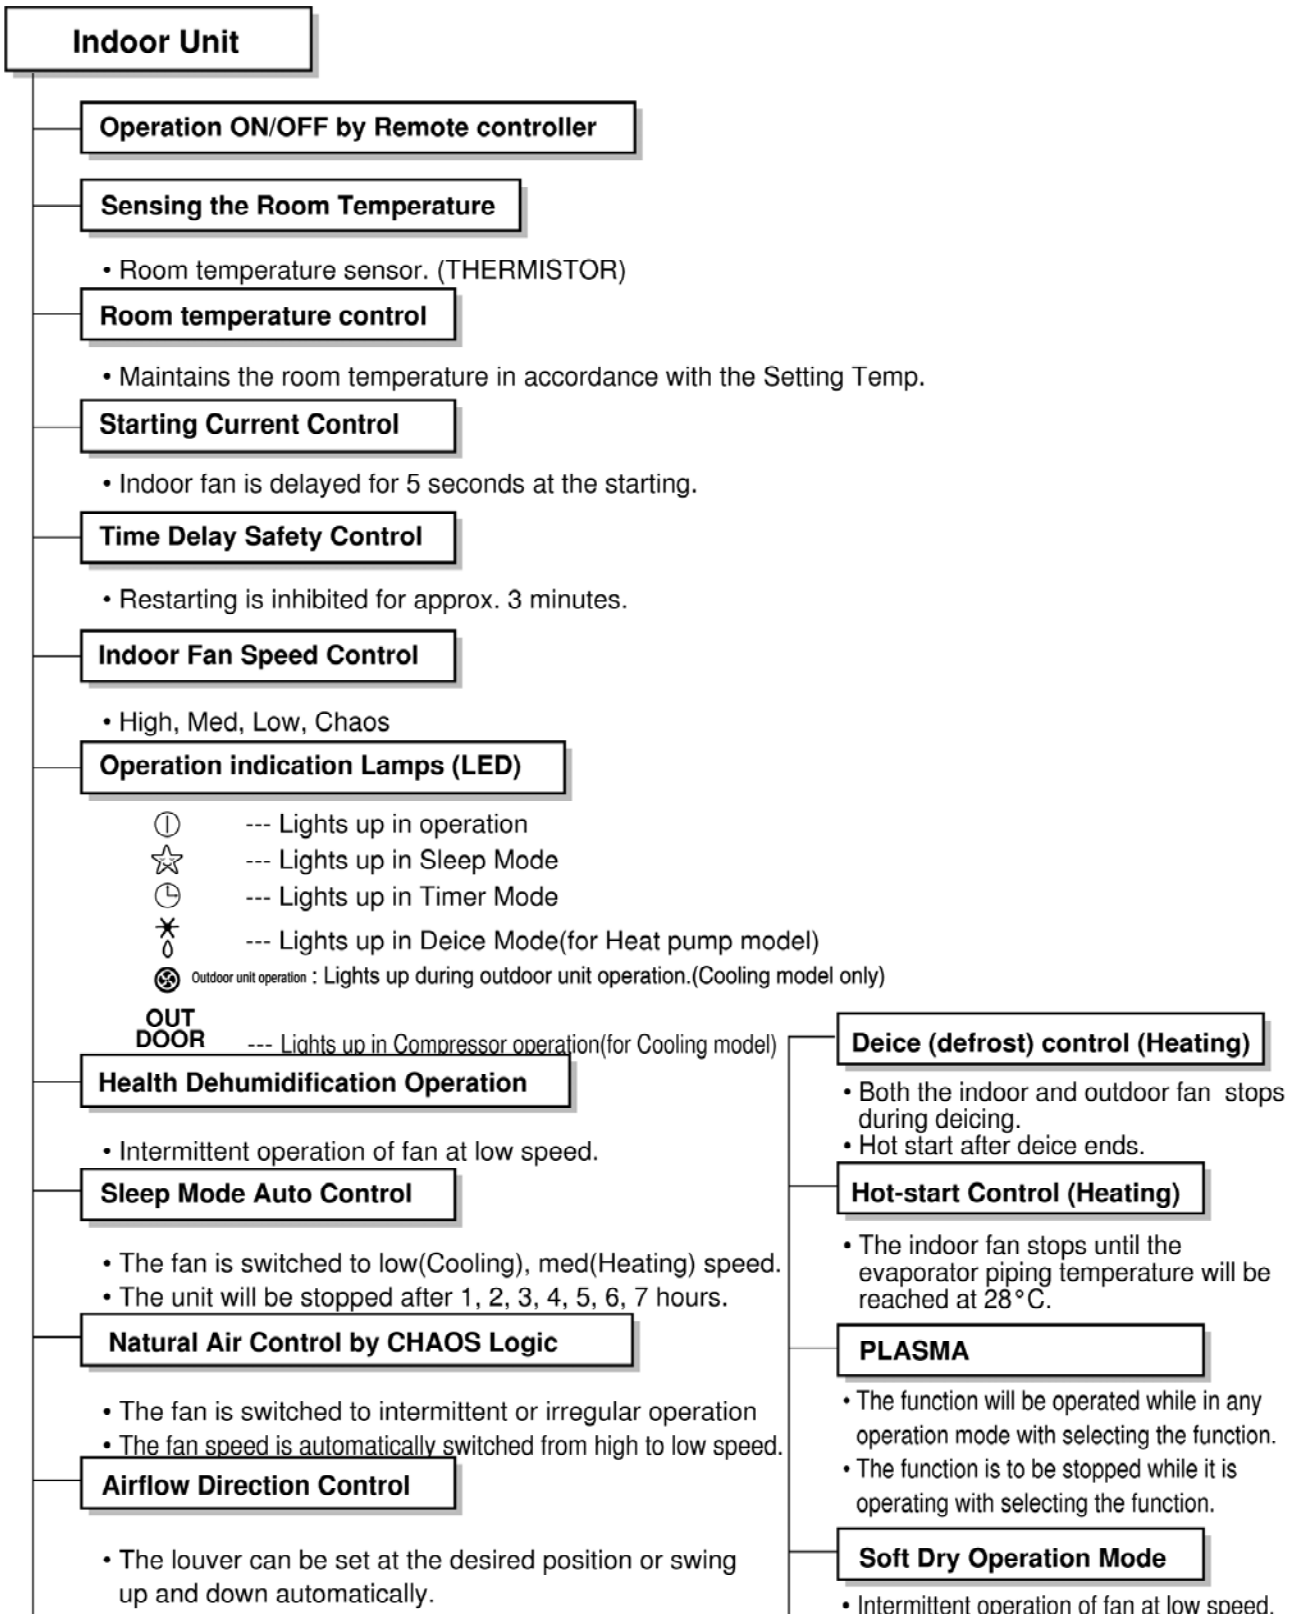 Indoor Unit
Operation ON/OFF by Remote controller
Sensing the Room Temperature
• Room temperature sensor. (THERMISTOR)
Room temperature control
• Maintains the room temperature in accordance with the Setting Temp.
Starting Current Control
• Indoor fan is delayed for 5 seconds at the starting.
Time Delay Safety Control
• Restarting is inhibited for approx. 3 minutes.
Indoor Fan Speed Control
• High, Med, Low, Chaos
Operation indication Lamps (LED)
--- Lights up in operation
--- Lights up in Sleep Mode
--- Lights up in Timer Mode
--- Lights up in Deice Mode(for Heat pump model)
Outdoor unit operation : Lights up during outdoor unit operation.(Cooling model only)
OUT
DOOR --- Lights up in Compressor operation(for Cooling model)
Health Dehumidification Operation
• Intermittent operation of fan at low speed.
Sleep Mode Auto Control
• The fan is switched to low(Cooling), med(Heating) speed.
• The unit will be stopped after 1, 2, 3, 4, 5, 6, 7 hours.
Natural Air Control by CHAOS Logic
• The fan is switched to intermittent or irregular operation
• The fan speed is automatically switched from high to low speed.
Airflow Direction Control
• The louver can be set at the desired position or swing
up and down automatically.
Deice (defrost) control (Heating)
• Both the indoor and outdoor fan stops
during deicing.
• Hot start after deice ends.
Hot-start Control (Heating)
• The indoor fan stops until the
evaporator piping temperature will be
reached at 28°C.
PLASMA
• The function will be operated while in any
operation mode with selecting the function.
• The function is to be stopped while it is
operating with selecting the function.
Soft Dry Operation Mode
• Intermittent operation of fan at low speed.